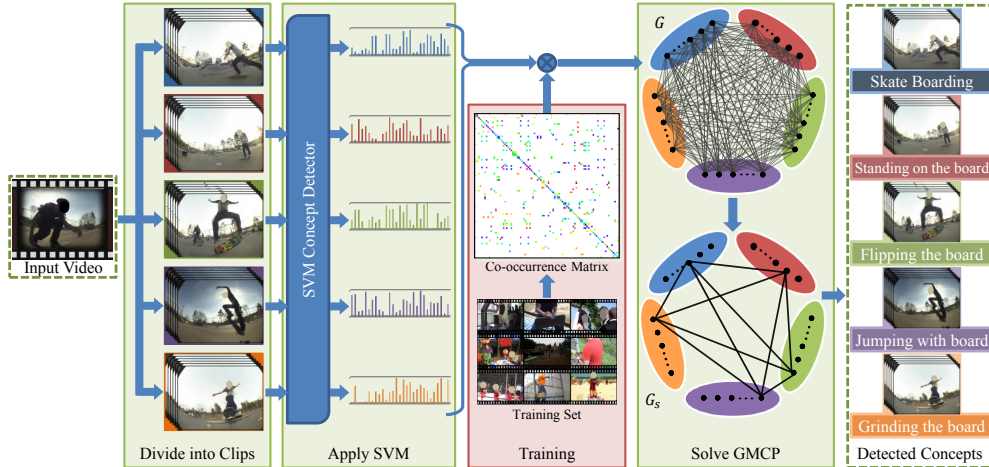 Input Video
Divide into Clips
SVM Concept Detector
Apply SVM
Co-occurrence Matrix
Training Set
Training
G
Gs
Solve GMCP
Skate Boarding
Standing on the board
Flipping the board
Jumping with board
Grinding the board
Detected Concepts